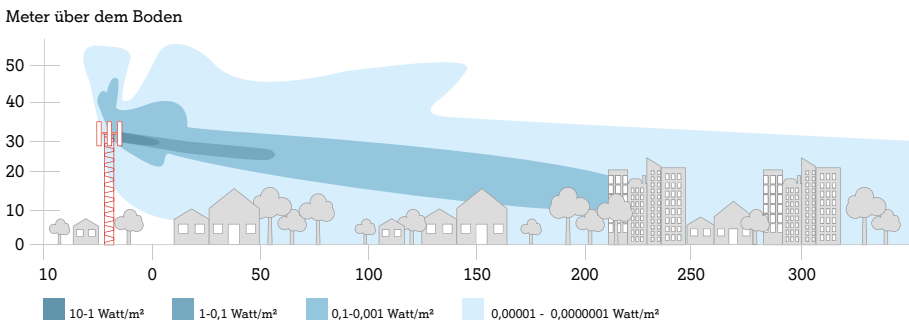 Meter über dem Boden
50
40
30
20
10
0
10 0 50 100 150 200 250 300
10-1 Watt/m² 1-0,1 Watt/m² 0,1-0,001 Watt/m² 0,00001 - 0,0000001 Watt/m²